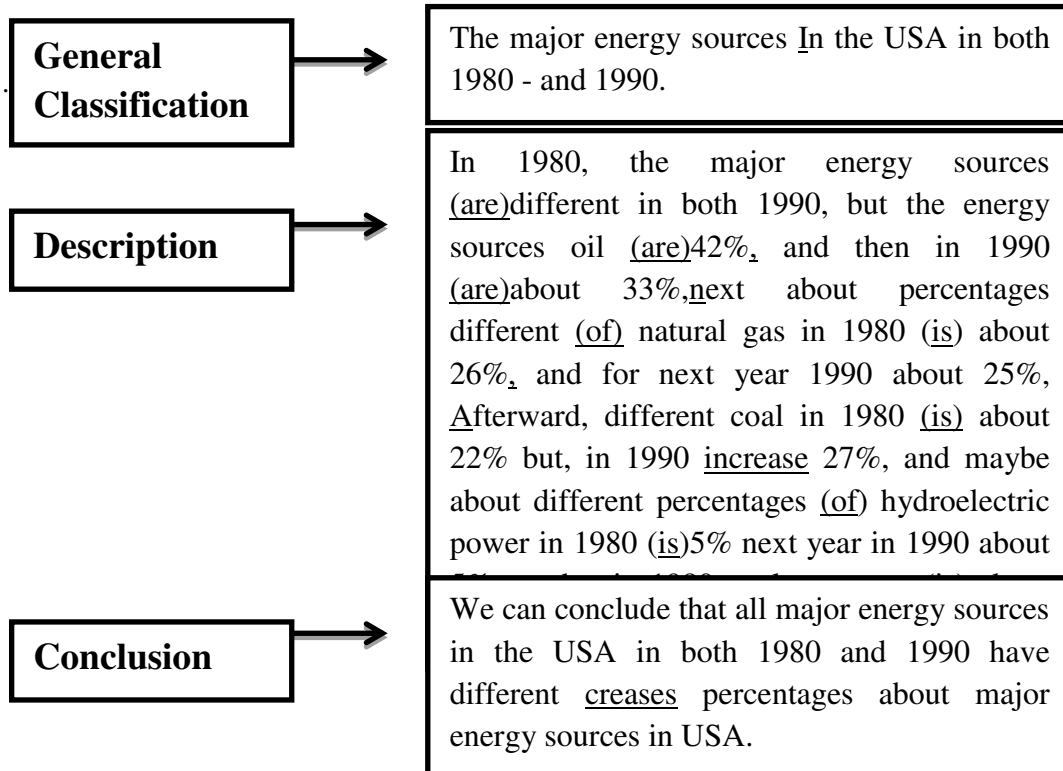 General
Classification
The major energy sources In the USA in both
1980 - and 1990.
.
Description
In 1980, the major energy sources
(are)different in both 1990, but the energy
sources oil (are)42%, and then in 1990
(are)about 33%,next about percentages
different (of) natural gas in 1980 (is) about
26%, and for next year 1990 about 25%,
Afterward, different coal in 1980 (is) about
22% but, in 1990 increase 27%, and maybe
about different percentages (of) hydroelectric
power in 1980 (is)5% next year in 1990 about
Conclusion
We can conclude that all major energy sources
in the USA in both 1980 and 1990 have
different creases percentages about major
energy sources in USA.